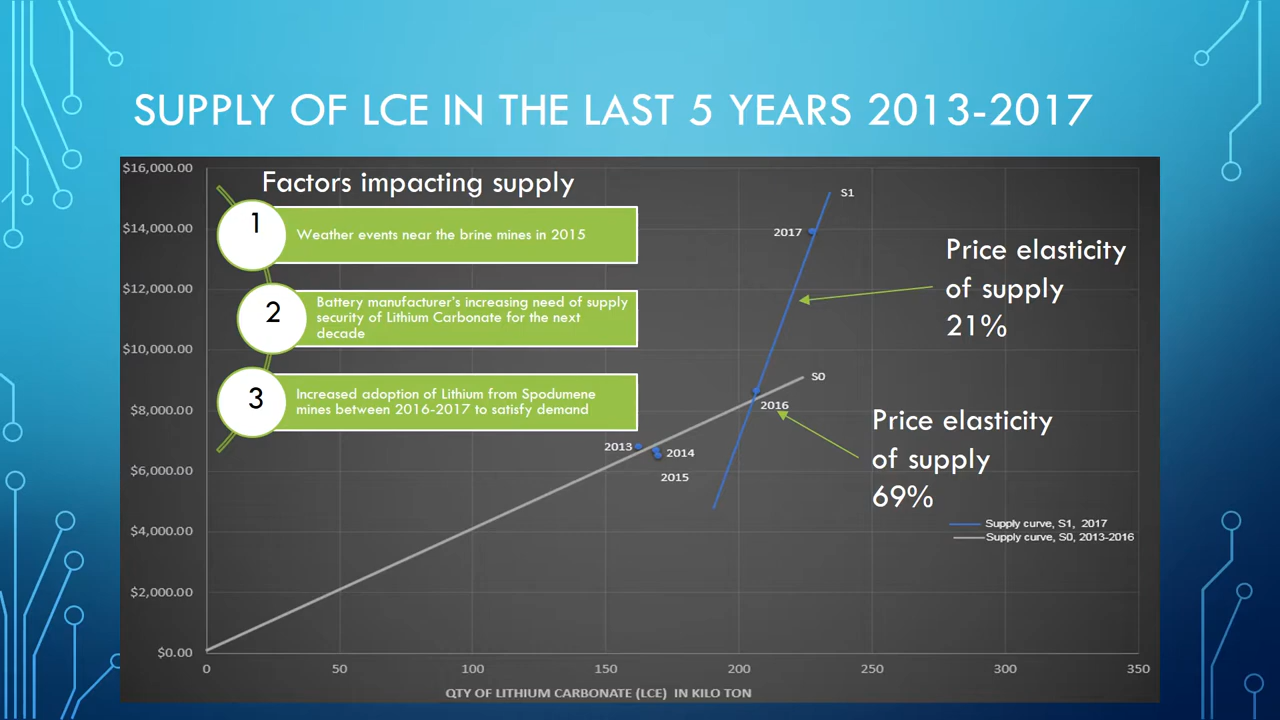 SUPPLY OF LCE IN THE LAST 5 YEARS 2013-2017
$16,000.00
$14,000.00
$12,000.00
$10,000.00
$8,000.00
$6,000.00
$4,000.00
$2,000.00
$0.00
Factors impacting supply
1
Weather events near the brine mines in 2015
2
Battery manufacturer's increasing need of supply
security of Lithium Carbonate for the next
decade
3
Increased adoption of Lithium from Spodumene
mines between 2016-2017 to satisfy demand
S1
2017
Price elasticity
of supply
21%
S0
2016
Price elasticity
of supply
69%
2013
2014
2015
Supply curve, S1, 2017
Supply curve, S0, 2013-2016
0
50
100
150
200
250
300
350
QTY OF LITHIUM CARBONATE (LCE) IN KILO TON